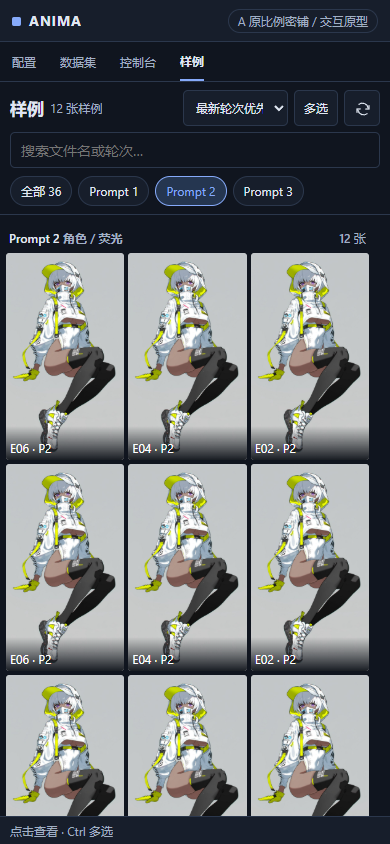 ANIMA
A 原比例密铺 / 交互原型
配置 数据集 控制台 样例
样例 12 张样例 最新轮次优先 多选
搜索文件名或轮次...
全部 36 Prompt 1 Prompt 2 Prompt 3
Prompt 2 角色 / 荧光 12 张
E06 · P2 E04 · P2 E02 · P2
E06 · P2 E04 · P2 E02 · P2
点击查看 · Ctrl 多选